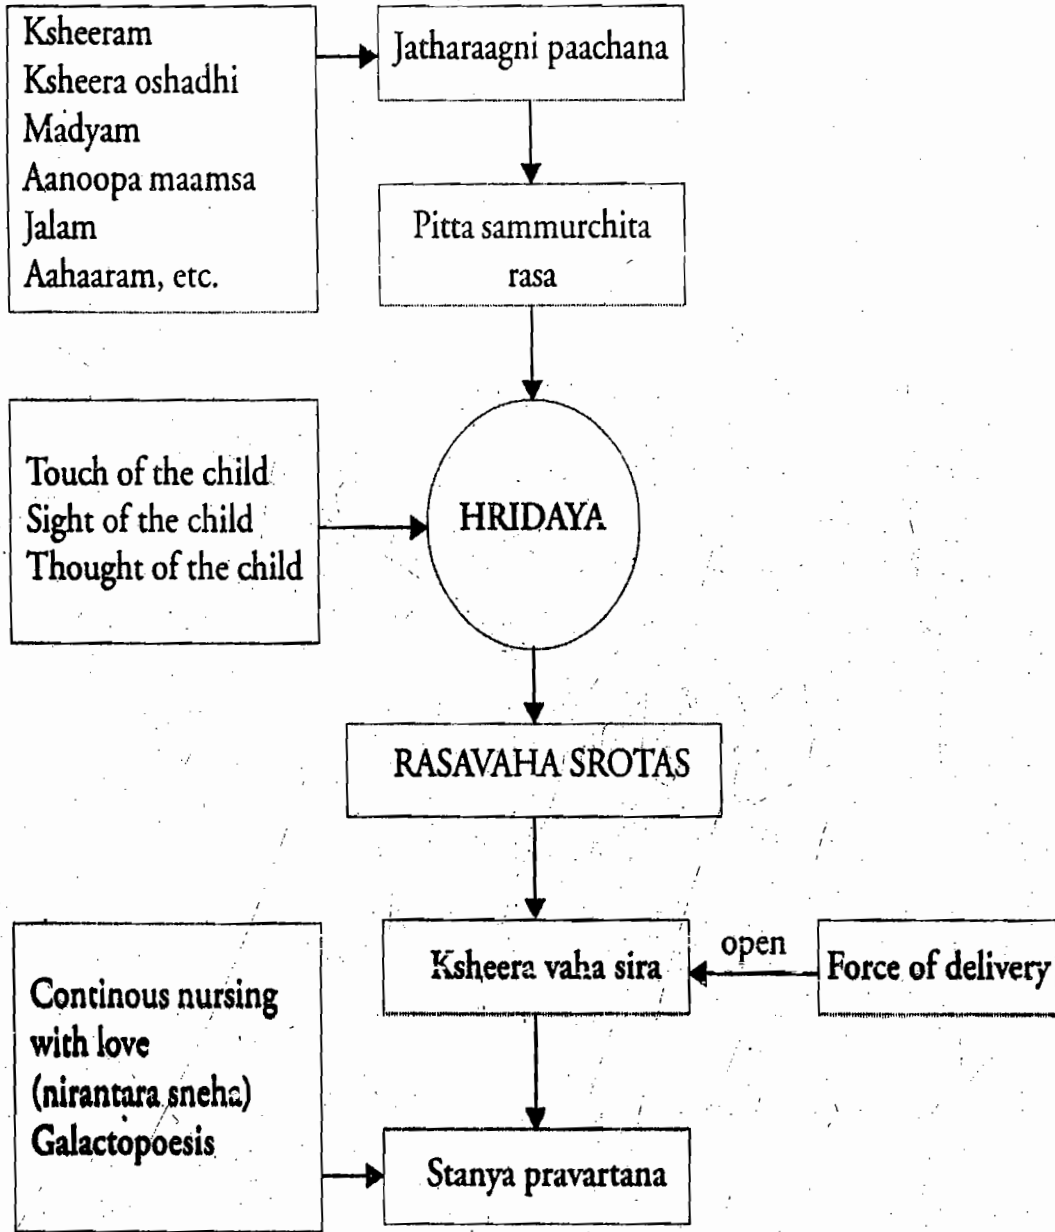 Ksheeram
Ksheera oshadhi
Madyam
Aanoopa maamsa
Jalam
Aahaaram, etc.
Jatharaagni paachana
Pitta sammurchita
rasa
Touch of the child
Sight of the child
Thought of the child
HRIDAYA
RASAVAHA SROTAS
Ksheera vaha sira
open
Force of delivery
Continous nursing
with love
(nirantara sneha)
Galactopoesis
Stanya pravartana